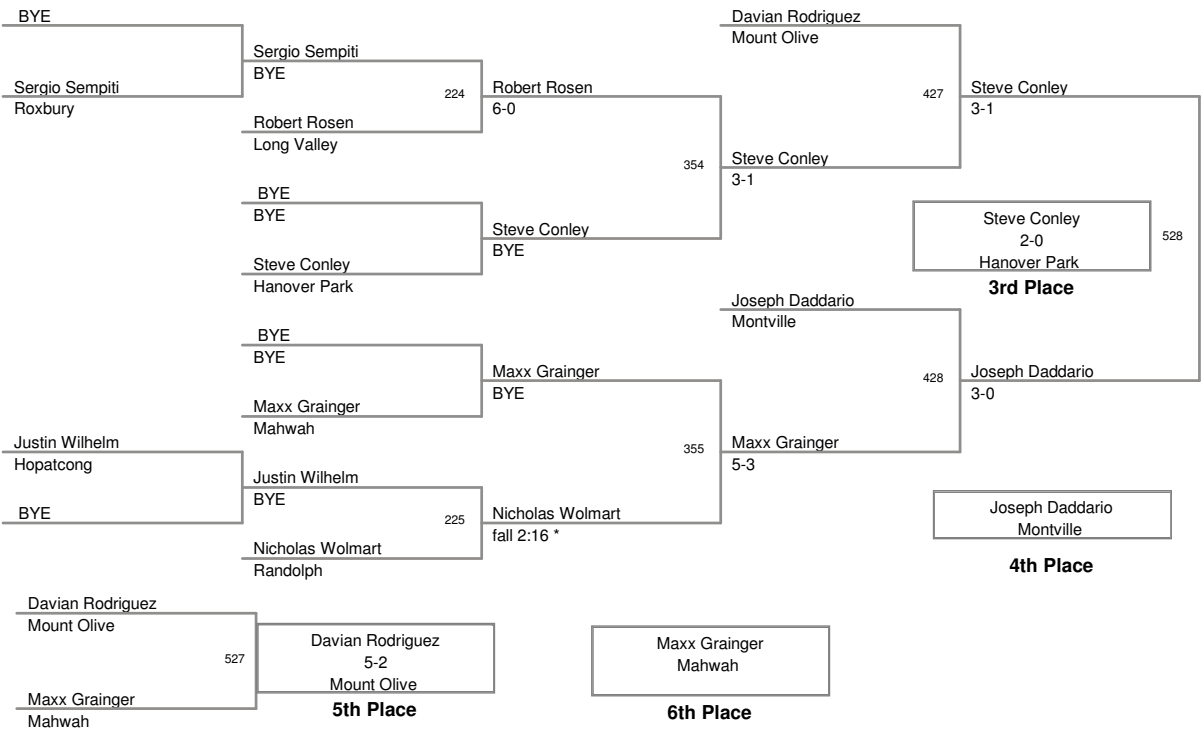 BYE
Sergio Sempiti
BYE
Sergio Sempiti
Roxbury
224
Robert Rosen
6-0
Robert Rosen
Long Valley
354
Steve Conley
3-1
BYE
BYE
Steve Conley
BYE
Steve Conley
Hanover Park
Davian Rodriguez
Mount Olive
427
Steve Conley
3-1
Steve Conley
2-0
Hanover Park
528
3rd Place
BYE
BYE
Maxx Grainger
BYE
Maxx Grainger
Mahwah
Justin Wilhelm
Hopatcong
Justin Wilhelm
BYE
BYE
225
Nicholas Wolmart
fall 2:16 *
Nicholas Wolmart
Randolph
355
Maxx Grainger
5-3
Joseph Daddario
Montville
428
Joseph Daddario
3-0
Joseph Daddario
Montville
4th Place
Davian Rodriguez
Mount Olive
527
Davian Rodriguez
5-2
Mount Olive
5th Place
Maxx Grainger
Mahwah
Maxx Grainger
Mahwah
6th Place